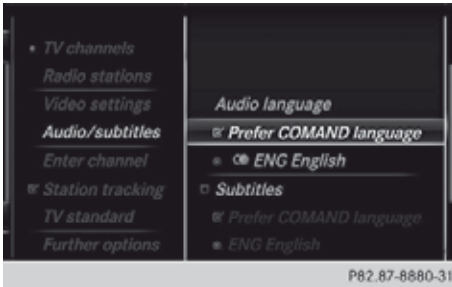 TV channels
Radio stations
Video settings
Audio/subtitles
Enter channel
Station tracking
TV standard
Further options
Audio language
Prefer COMAND language
ENG English
Subtitles
Prefer COMAND language
ENG English
P82.87-8880-31